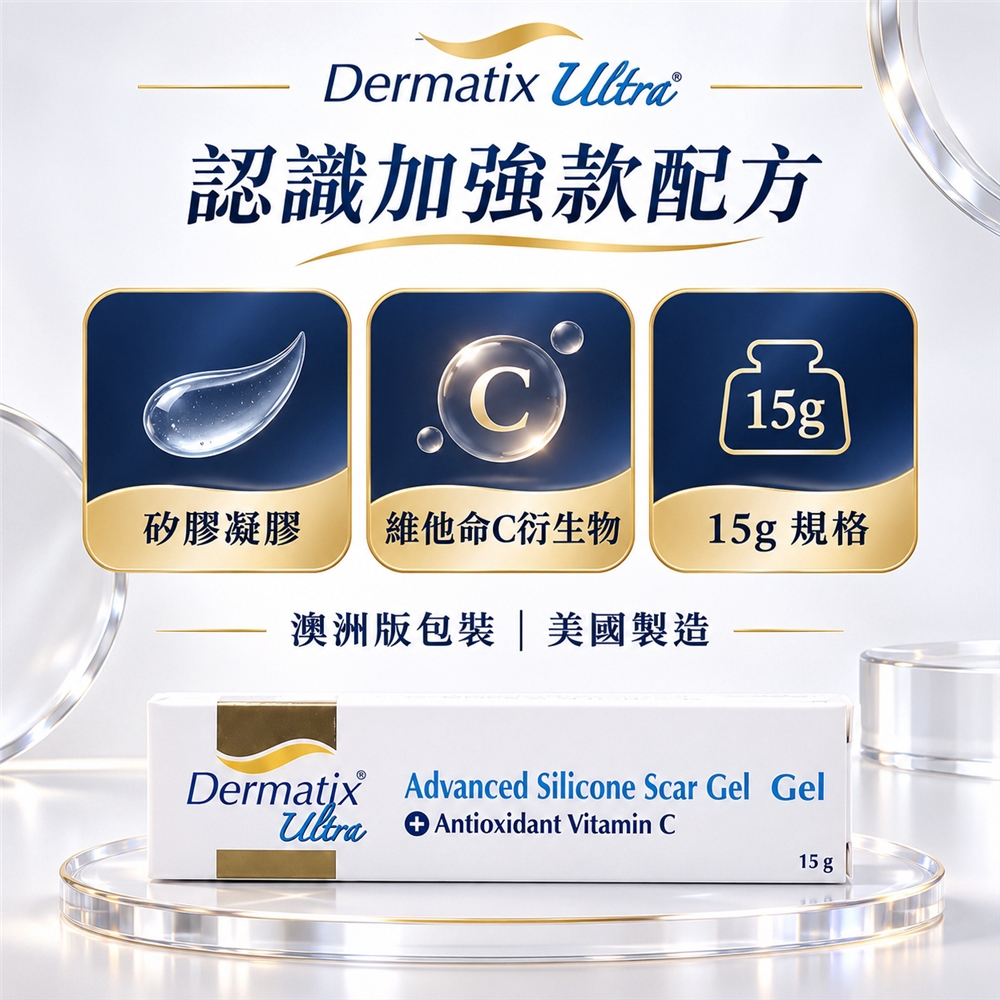 Dermatix Ultra®
認識加強款配方
C
15g
矽膠凝膠
維他命C衍生物
15g 規格
澳洲版包裝 | 美國製造
Dermatix®
Ultra
Advanced Silicone Scar Gel Gel
+ Antioxidant Vitamin C
15 g